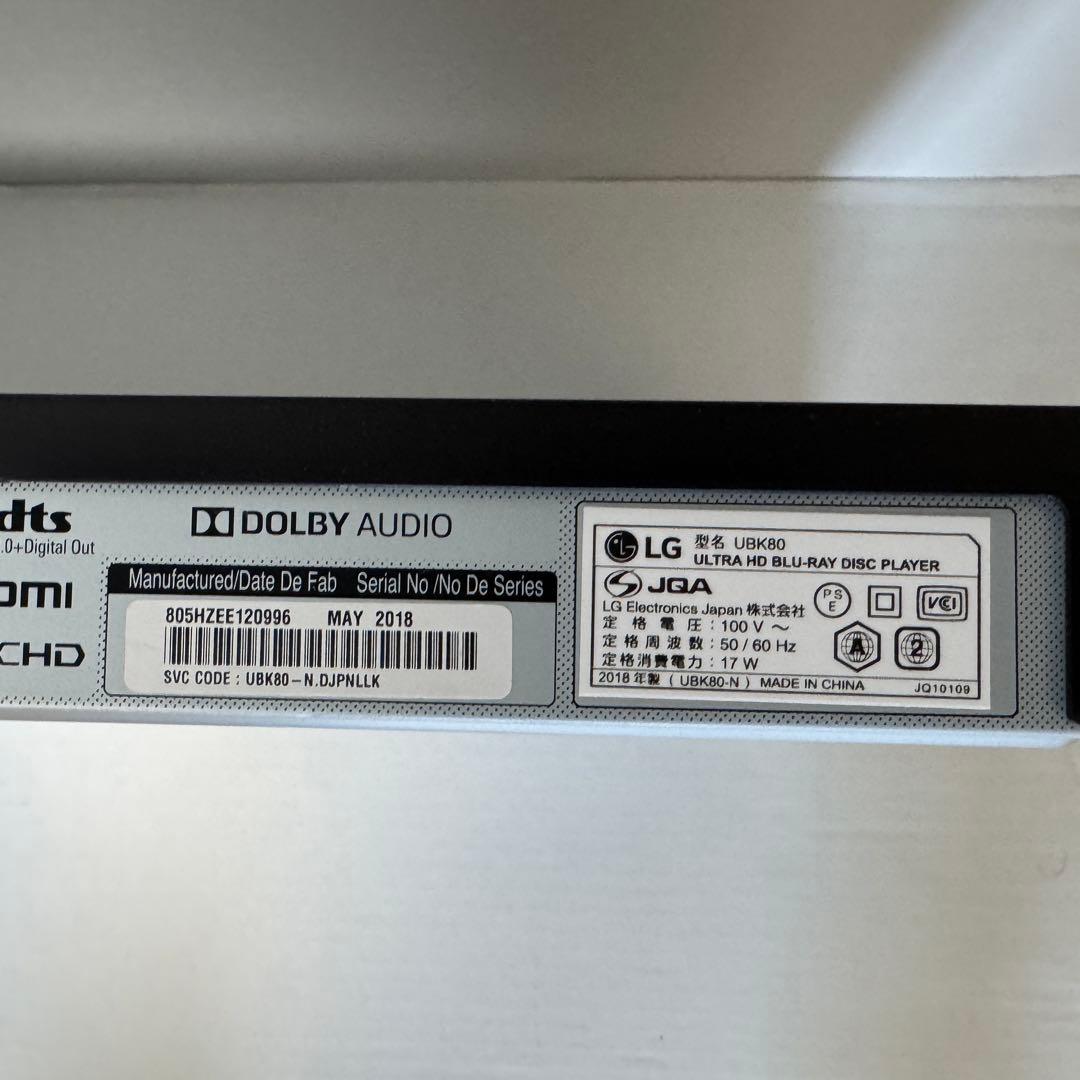 dts
.0+Digital Out
DOLBY AUDIO
CHD
Manufactured/Date De Fab Serial No /No De Series
805HZEE120996 MAY 2018
SVC CODE : UBK80-N.DJPNLLK
LG 型名 UBK80
ULTRA HD BLU-RAY DISC PLAYER
JQA
LG Electronics Japan 株式会社
定格電圧 : 100 V ～
定格周波数 : 50 / 60 Hz
定格消費電力 : 17 W
2018 年製 ( UBK80-N ) MADE IN CHINA
JQ10109
PS
E
VCCI
A
2